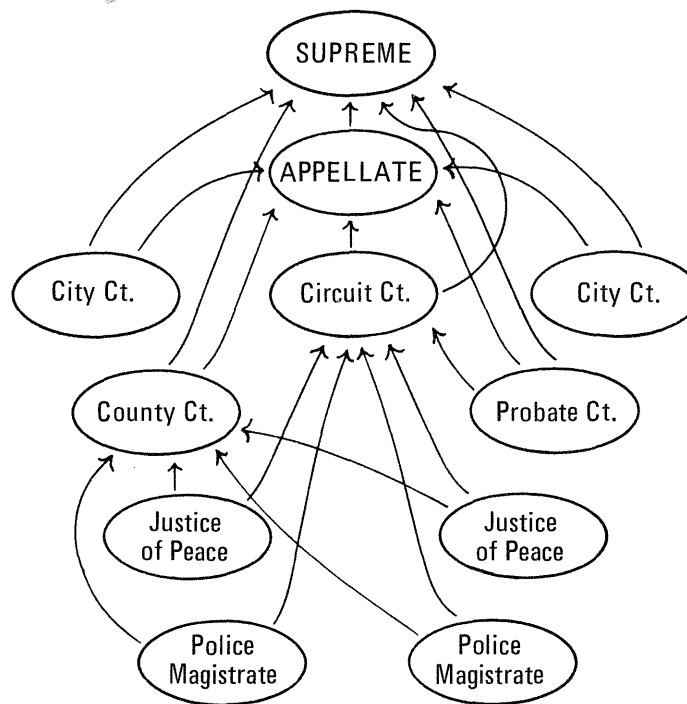 SUPREME
APPELLATE
City Ct.
Circuit Ct.
City Ct.
County Ct.
Probate Ct.
Justice
of Peace
Justice
of Peace
Police
Magistrate
Police
Magistrate